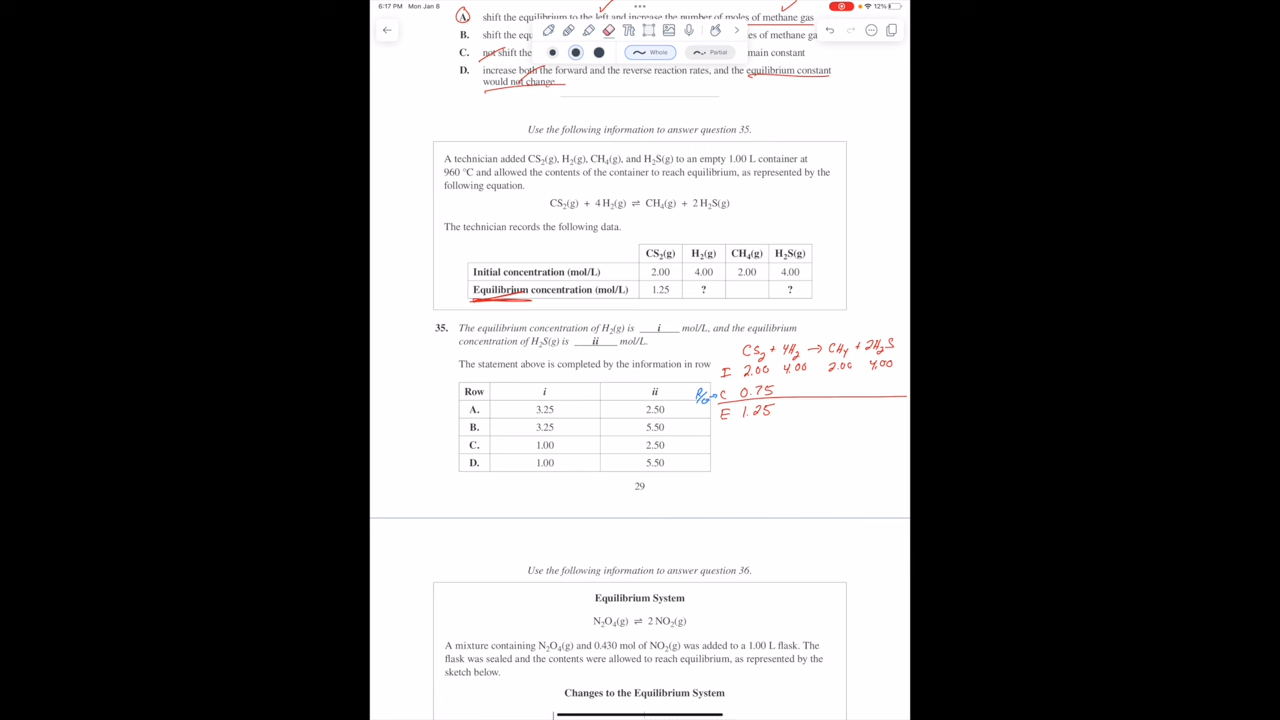 6:17 PM Mon Jan 8
12%
A. shift the equilibrium to the left and increase the number of moles of methane gas
B. shift the equ es of methane ga
C. not shift the main constant
D. increase both the forward and the reverse reaction rates, and the equilibrium constant
would not change
Whole
Partial
Use the following information to answer question 35.
A technician added CS₂(g), H₂(g), CH₄(g), and H₂S(g) to an empty 1.00 L container at
960 °C and allowed the contents of the container to reach equilibrium, as represented by the
following equation.
CS₂(g) + 4 H₂(g) ⇌ CH₄(g) + 2 H₂S(g)
The technician records the following data.
CS₂(g) H₂(g) CH₄(g) H₂S(g)
Initial concentration (mol/L) 2.00 4.00 2.00 4.00
Equilibrium concentration (mol/L) 1.25 ? ?
35. The equilibrium concentration of H₂(g) is i mol/L, and the equilibrium
concentration of H₂S(g) is ii mol/L.
The statement above is completed by the information in row
Row i ii
A. 3.25 2.50
B. 3.25 5.50
C. 1.00 2.50
D. 1.00 5.50
CS₂ + 4H₂ → CH₄ + 2H₂S
I 2.00 4.00 2.00 4.00
C 0.75
E 1.25
29
Use the following information to answer question 36.
Equilibrium System
N₂O₄(g) ⇌ 2 NO₂(g)
A mixture containing N₂O₄(g) and 0.430 mol of NO₂(g) was added to a 1.00 L flask. The
flask was sealed and the contents were allowed to reach equilibrium, as represented by the
sketch below.
Changes to the Equilibrium System